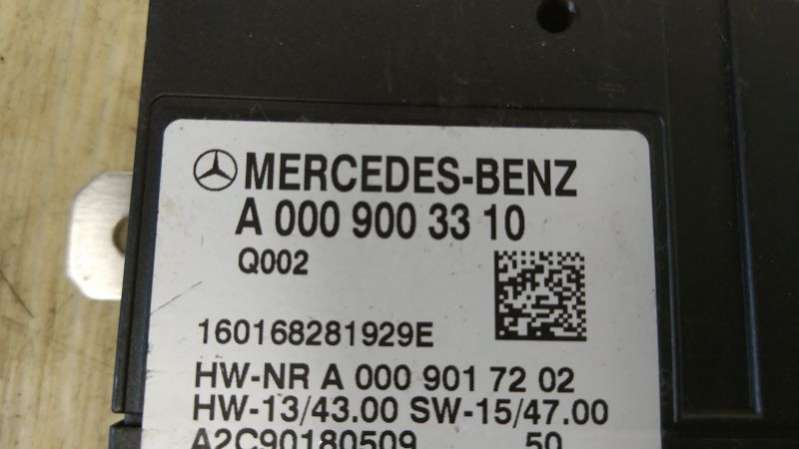 MERCEDES-BENZ
A 000 900 33 10
Q002
160168281929E
HW-NR A 000 901 72 02
HW-13/43.00 SW-15/47.00
A2C90180509 50